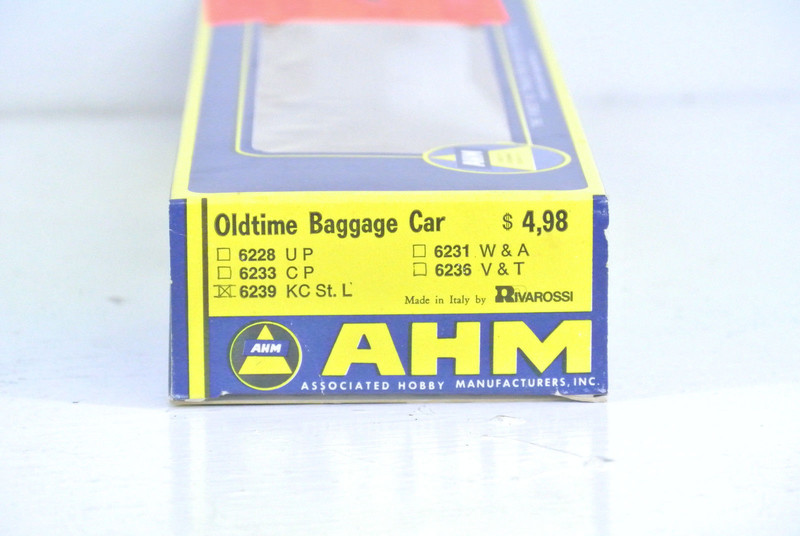 AHM
Oldtime Baggage Car $ 4,98
6228 U P 6231 W & A
6233 C P 6236 V & T
6239 KC St. L
Made in Italy by RIVAROSSI
AHM
AHM
ASSOCIATED HOBBY MANUFACTURERS, INC.